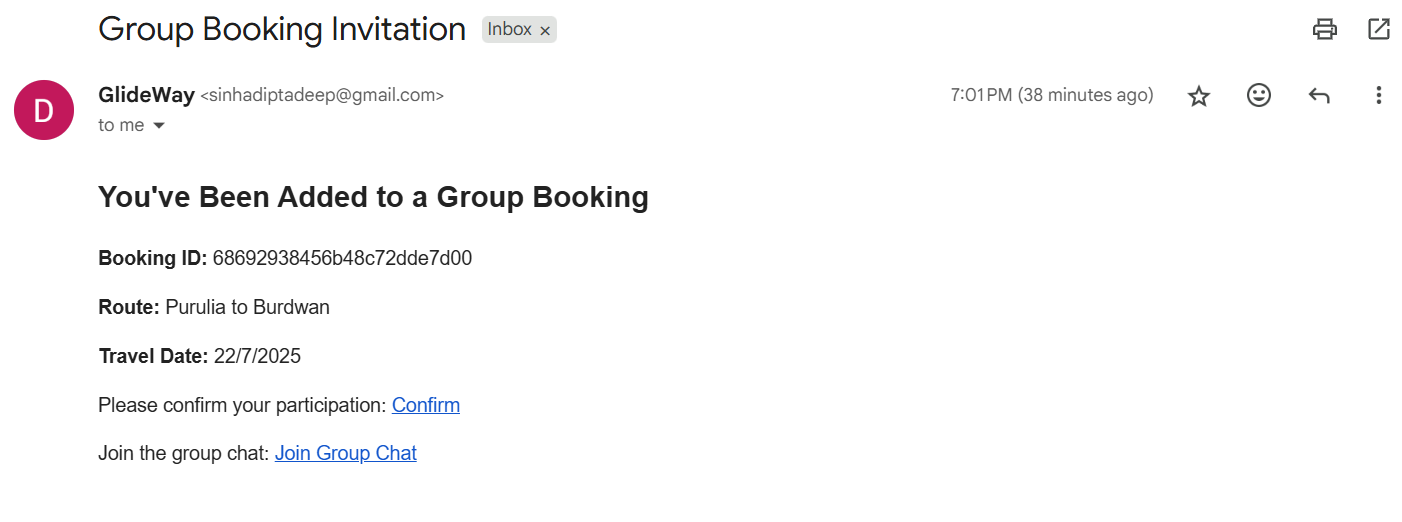 Group Booking Invitation Inbox ×
GlideWay <sinhadiptadeep@gmail.com> 7:01 PM (38 minutes ago)
D
to me
You've Been Added to a Group Booking
Booking ID: 68692938456b48c72dde7d00
Route: Purulia to Burdwan
Travel Date: 22/7/2025
Please confirm your participation: Confirm
Join the group chat: Join Group Chat